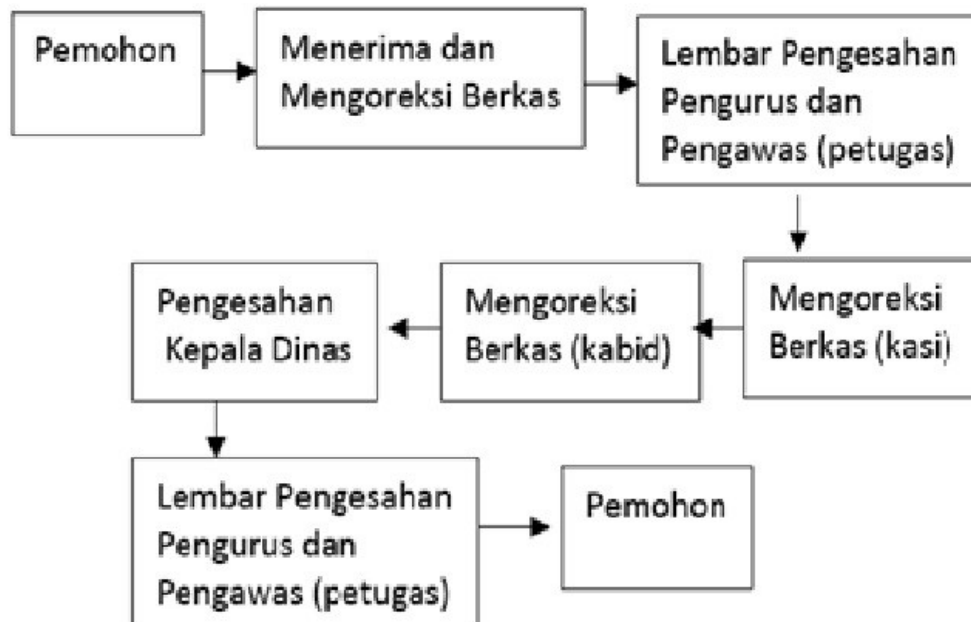 Pemohon
Menerima dan
Mengoreksi Berkas
Lembar Pengesahan
Pengurus dan
Pengawas (petugas)
Mengoreksi
Berkas (kasi)
Mengoreksi
Berkas (kabid)
Pengesahan
Kepala Dinas
Lembar Pengesahan
Pengurus dan
Pengawas (petugas)
Pemohon